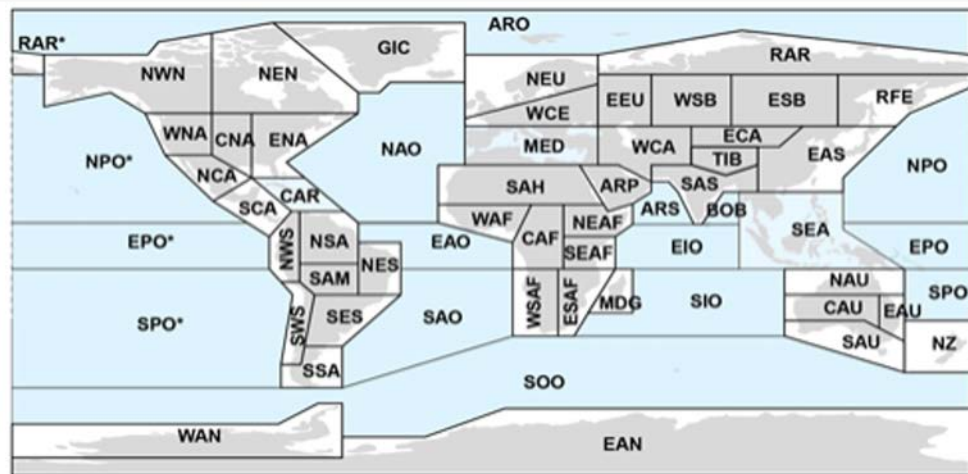 ARO
RAR*
GIC
RAR
NWN
NEN
NEU
EEU
WSB
ESB
RFE
WCE
WNA
CNA
ENA
NAO
MED
WCA
ECA
EAS
TIB
NPO*
NPO
NCA
SAH
ARP
SAS
CAR
SCA
WAF
NEAF
ARS
BOB
SEA
EPO*
NWS
NSA
EAO
CAF
SEAF
EIO
EPO
NES
SAM
NAU
SPO*
SWS
SES
SAO
WSAF
ESAF
MDG
SIO
CAU
EAU
SPO
SAU
NZ
SSA
SOO
WAN
EAN